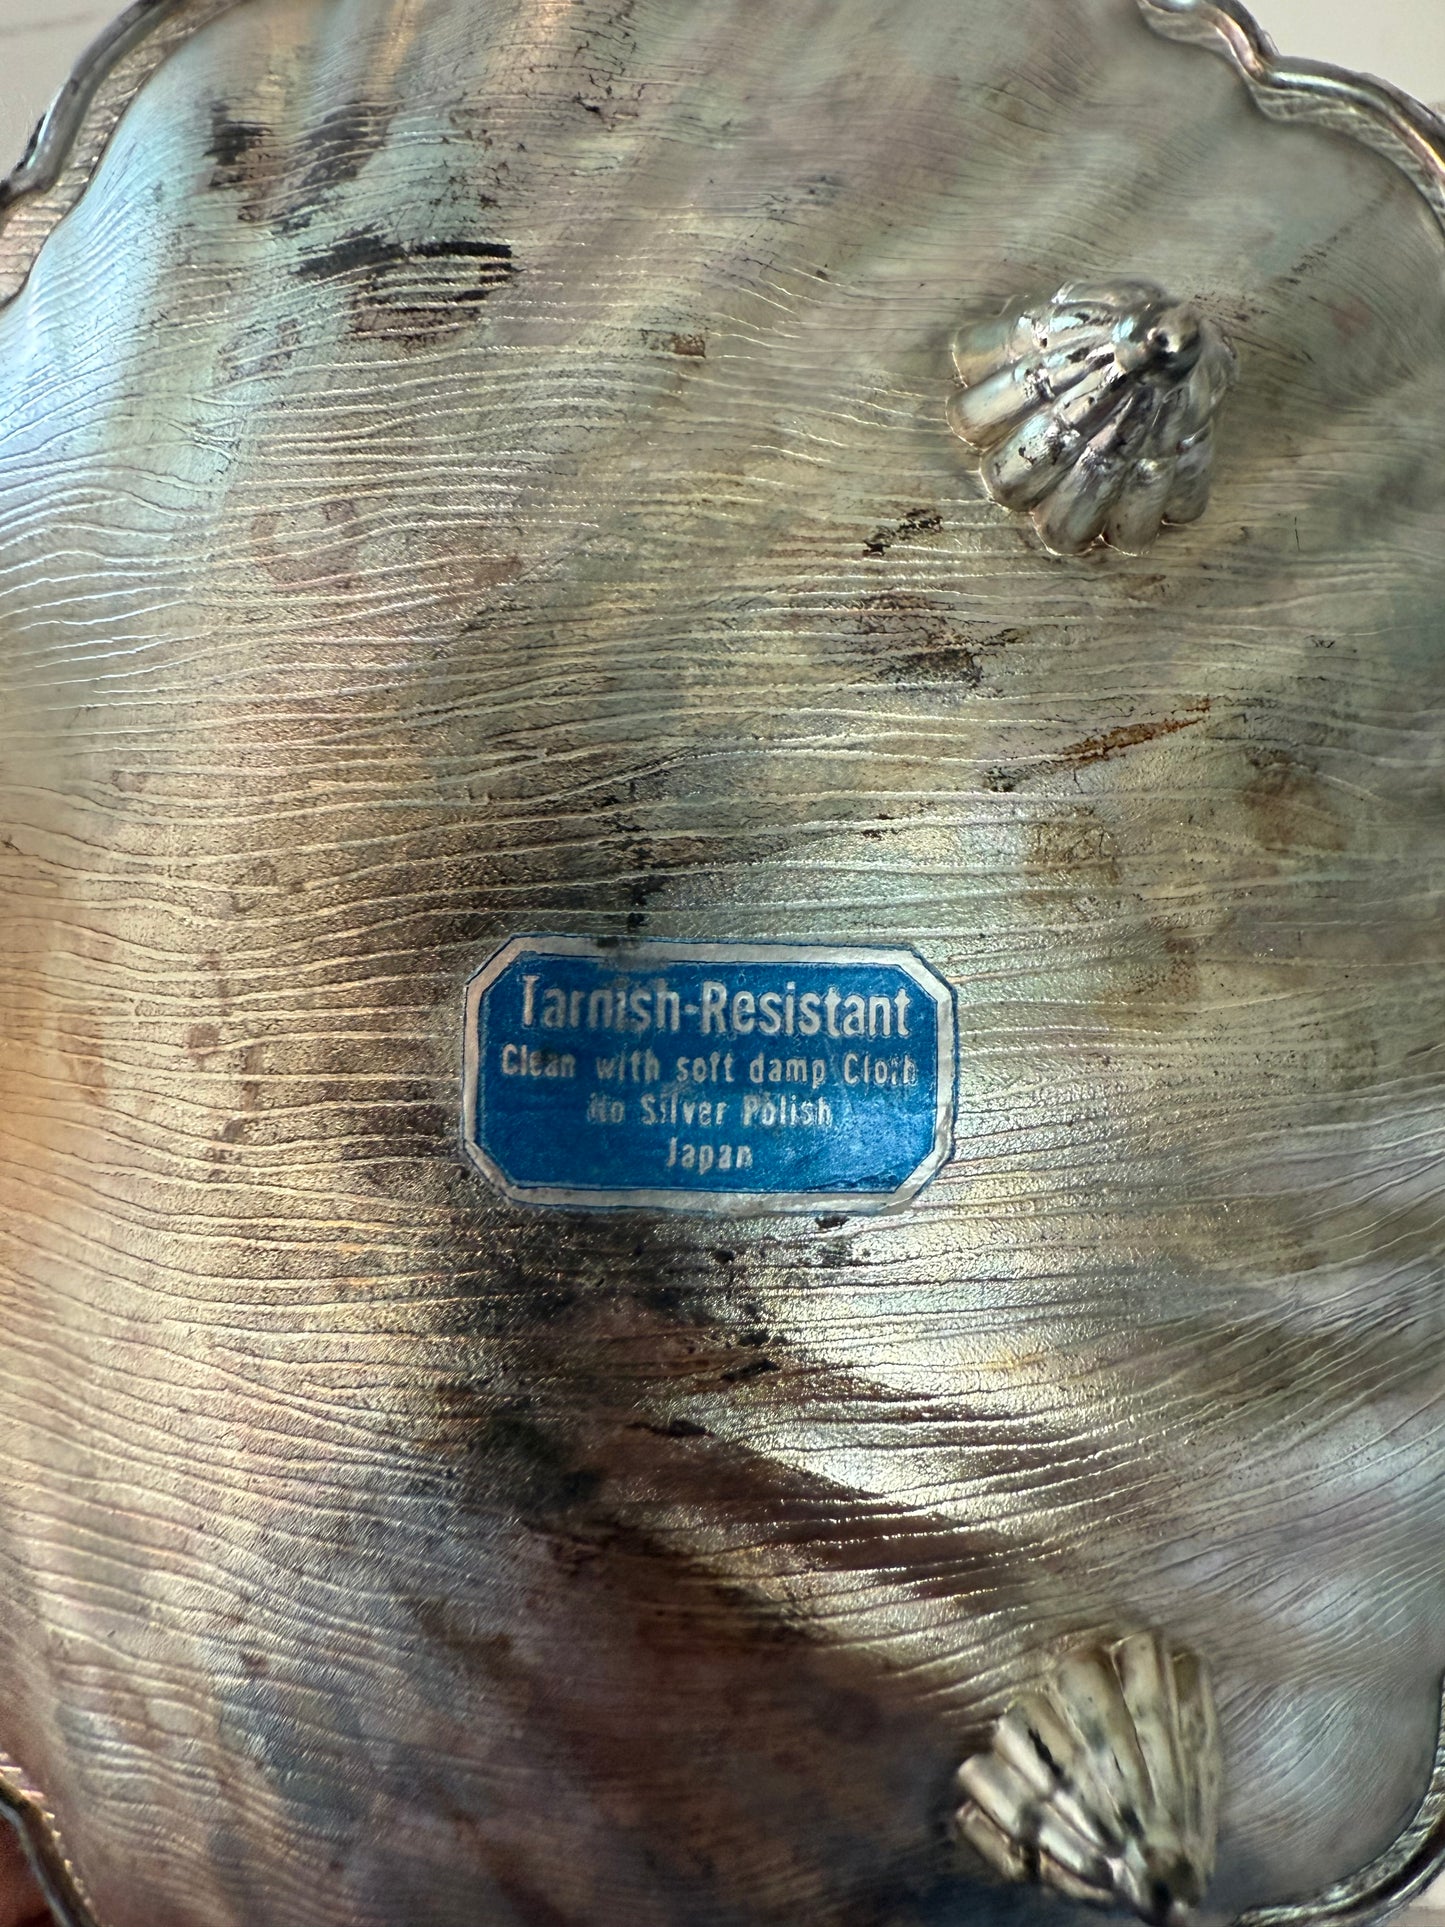 Tarnish-Resistant
Clean with soft damp Cloth
No Silver Polish
Japan